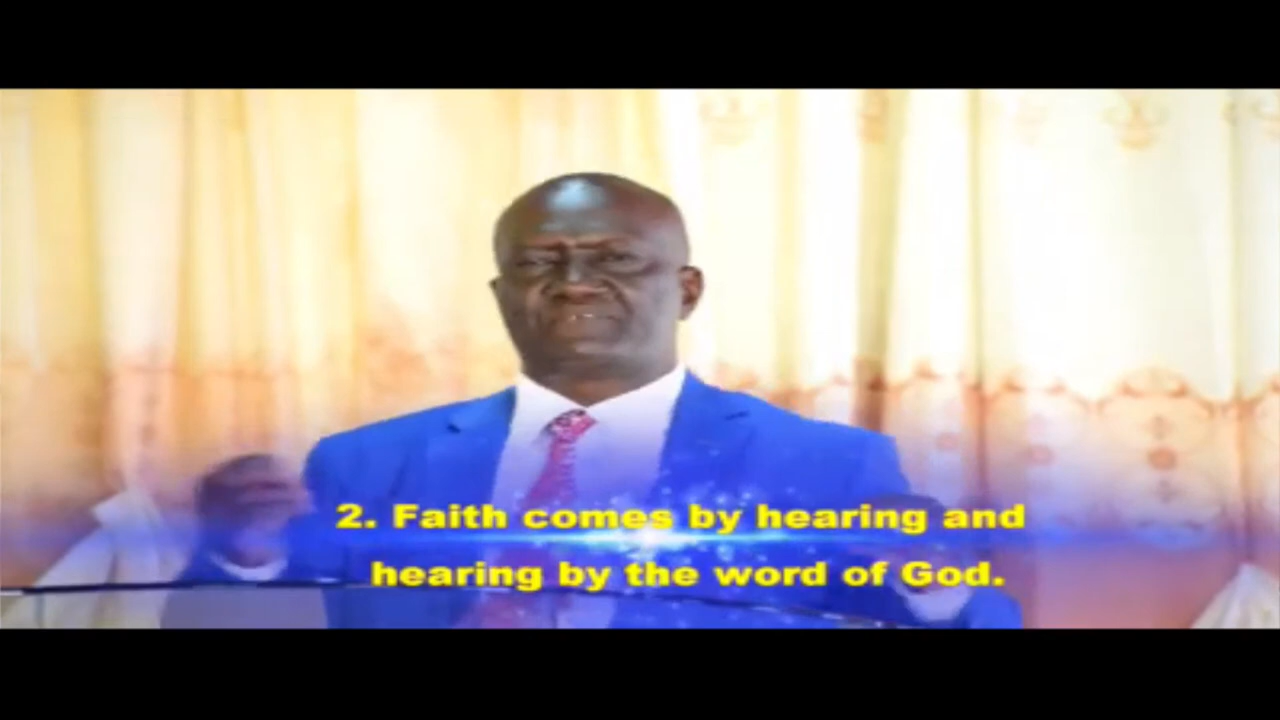 2. Faith comes by hearing and
hearing by the word of God.